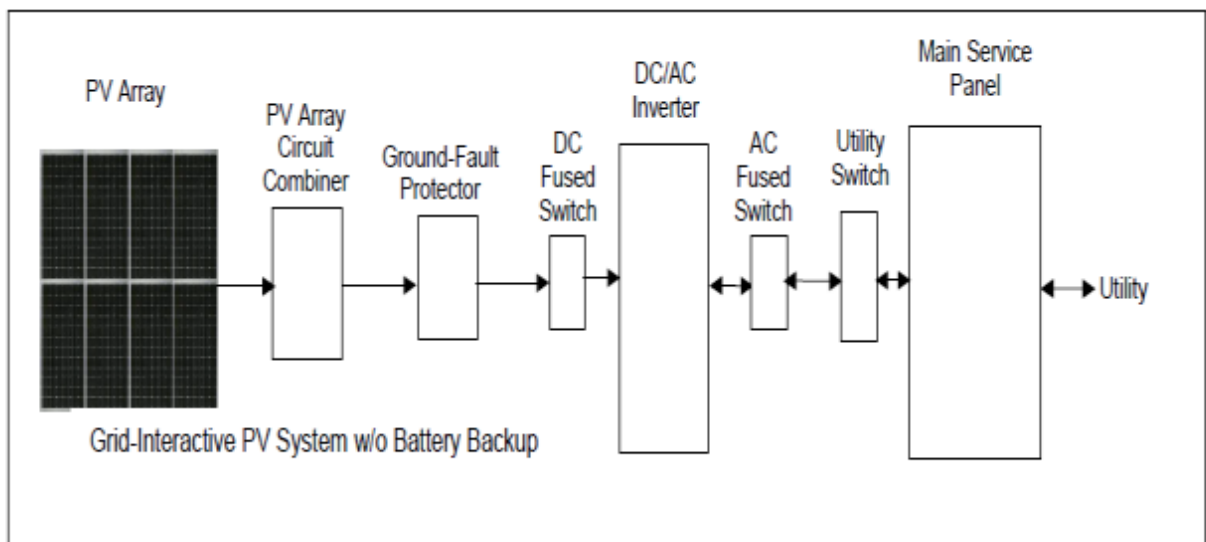 PV Array
PV Array
Circuit
Combiner
Ground-Fault
Protector
DC
Fused
Switch
DC/AC
Inverter
AC
Fused
Switch
Utility
Switch
Main Service
Panel
Utility
Grid-Interactive PV System w/o Battery Backup